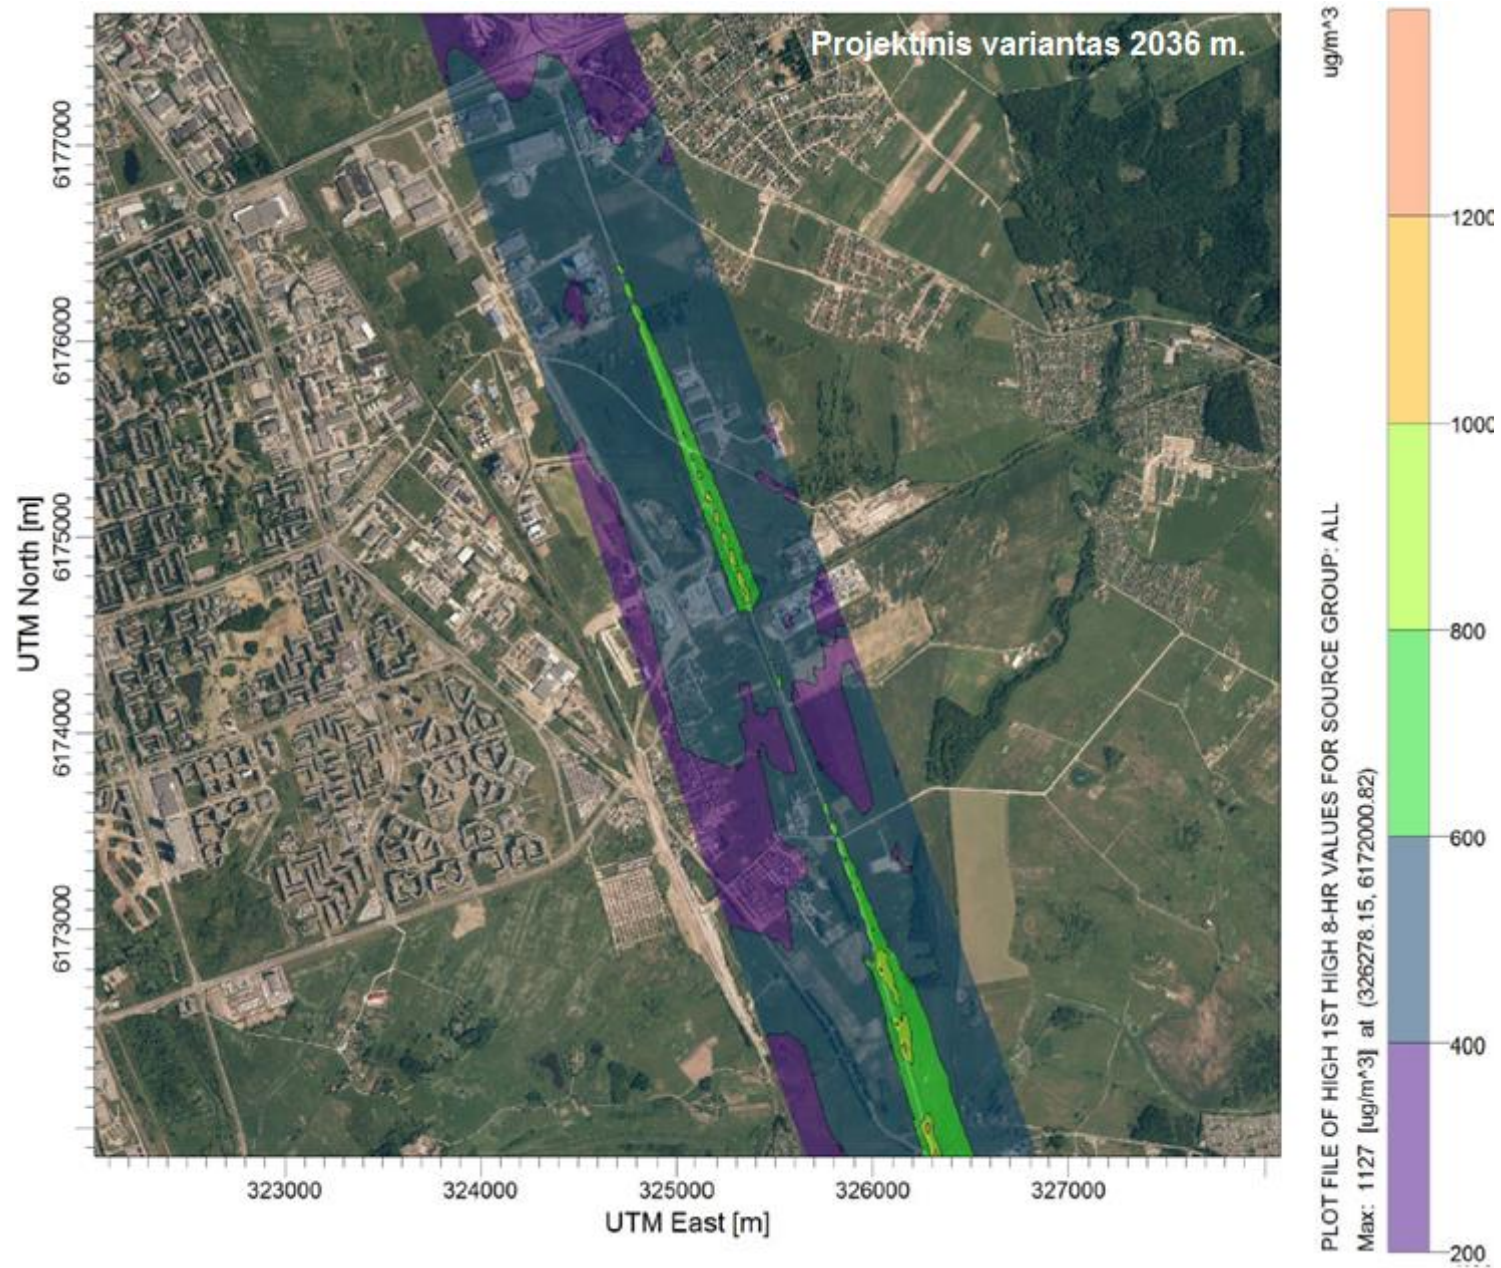 Projektinis variantas 2036 m.
UTM North [m]
6177000
6176000
6175000
6174000
6173000
323000
324000
325000
326000
327000
UTM East [m]
ug/m^3
PLOT FILE OF HIGH 1ST HIGH 8-HR VALUES FOR SOURCE GROUP: ALL
Max: 1127 [ug/m^3] at (326278.15, 6172000.82)
1200
1000
800
600
400
200